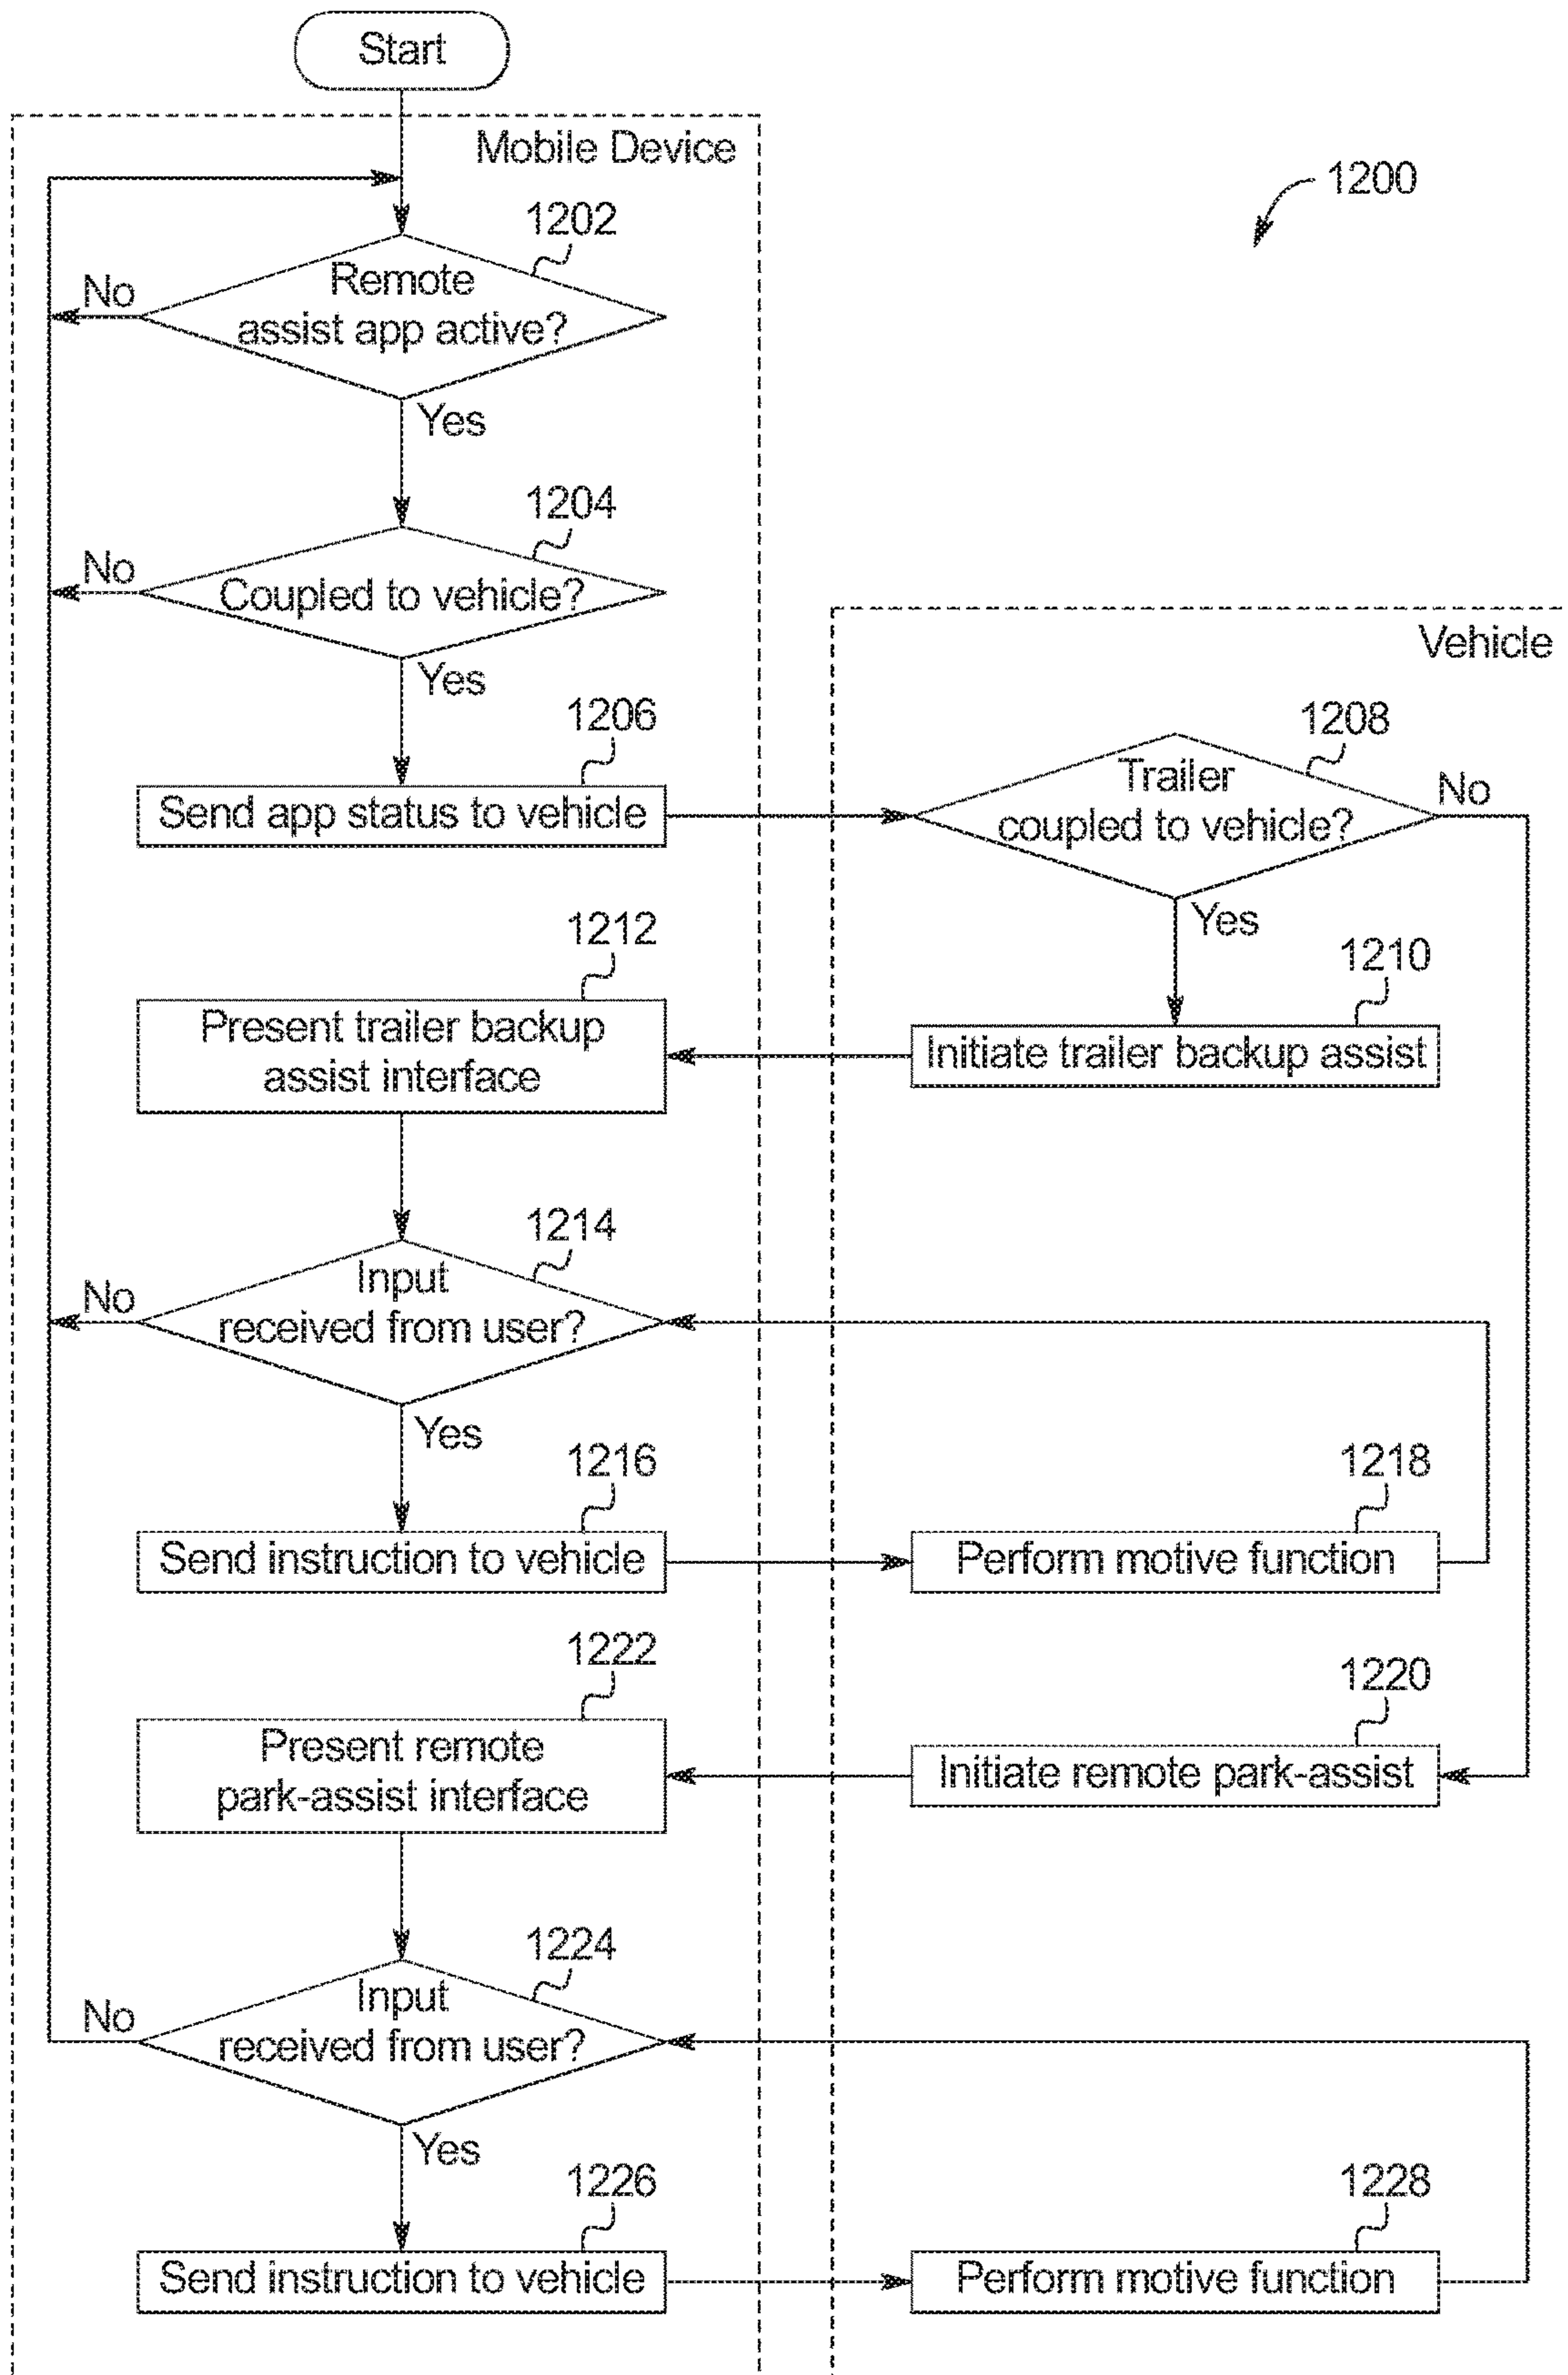 Start
Mobile Device
1200
1202
Remote
assist app active?
No
Yes
1204
Coupled to vehicle?
No
Yes
Vehicle
1206
Send app status to vehicle
1208
Trailer
coupled to vehicle?
No
Yes
1210
Initiate trailer backup assist
1212
Present trailer backup
assist interface
1214
Input
received from user?
No
Yes
1216
Send instruction to vehicle
1218
Perform motive function
1220
Initiate remote park-assist
1222
Present remote
park-assist interface
1224
Input
received from user?
No
Yes
1226
Send instruction to vehicle
1228
Perform motive function